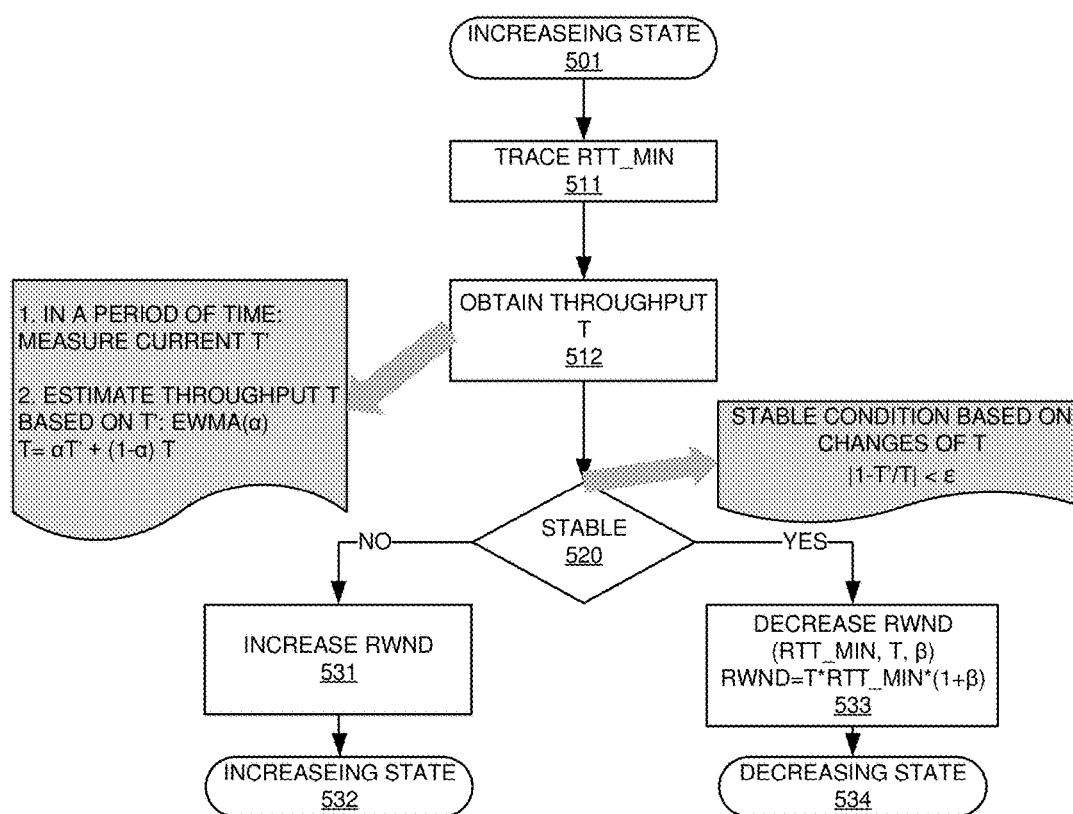 INCREASEING STATE
501
TRACE RTT_MIN
511
OBTAIN THROUGHPUT
T
512
1. IN A PERIOD OF TIME:
MEASURE CURRENT T'
2. ESTIMATE THROUGHPUT T
BASED ON T': EWMA(α)
T= αT' + (1-α) T
STABLE CONDITION BASED ON
CHANGES OF T
|1-T'/T| < ε
STABLE
520
NO
YES
INCREASE RWND
531
DECREASE RWND
(RTT_MIN, T, β)
RWND=T*RTT_MIN*(1+β)
533
INCREASEING STATE
532
DECREASING STATE
534